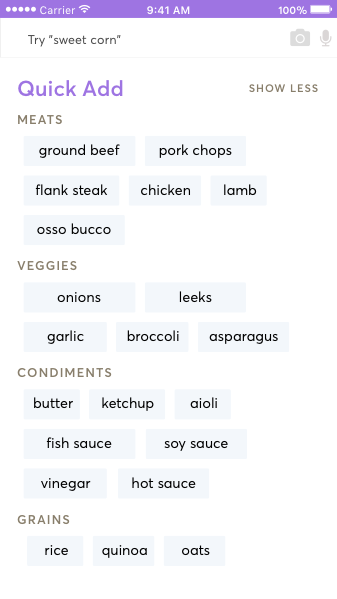 Carrier 9:41 AM 100%
Try "sweet corn"
Quick Add SHOW LESS
MEATS
ground beef pork chops
flank steak chicken lamb
osso bucco
VEGGIES
onions leeks
garlic broccoli asparagus
CONDIMENTS
butter ketchup aioli
fish sauce soy sauce
vinegar hot sauce
GRAINS
rice quinoa oats